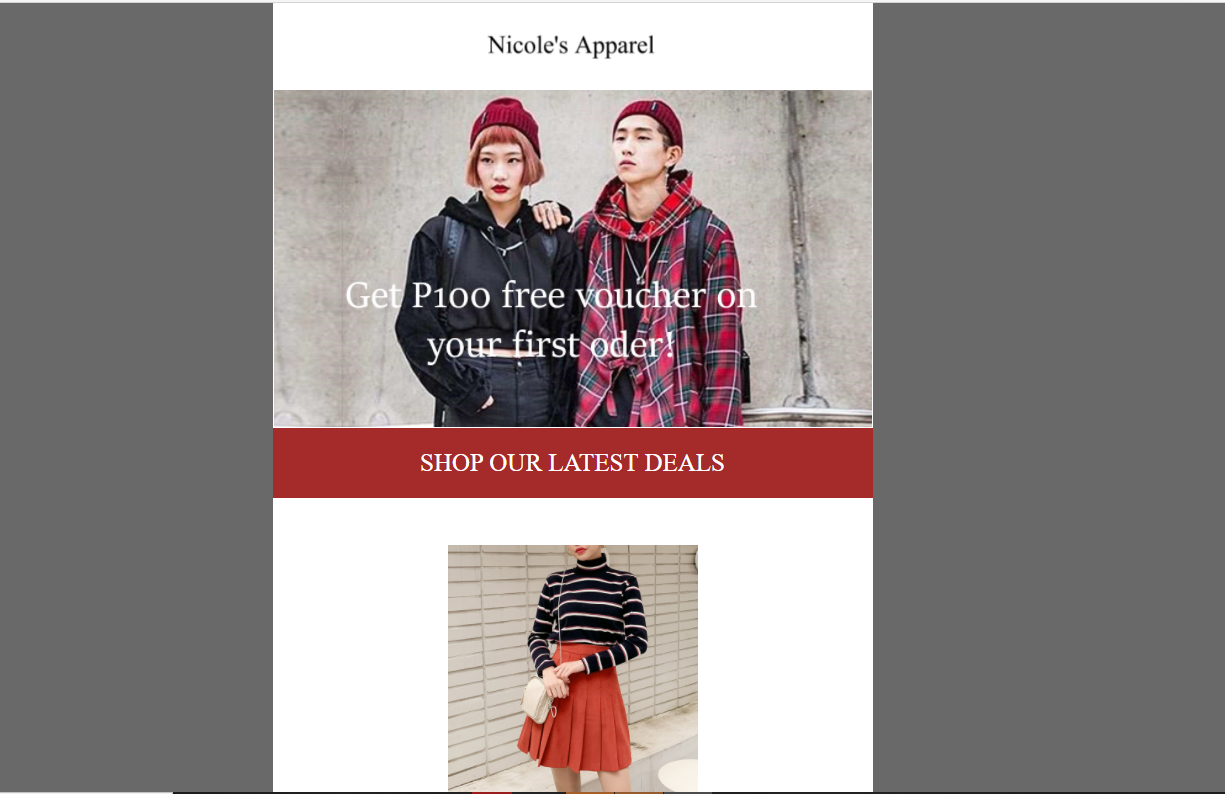 Nicole's Apparel
Get P100 free voucher on
your first oder!
SHOP OUR LATEST DEALS